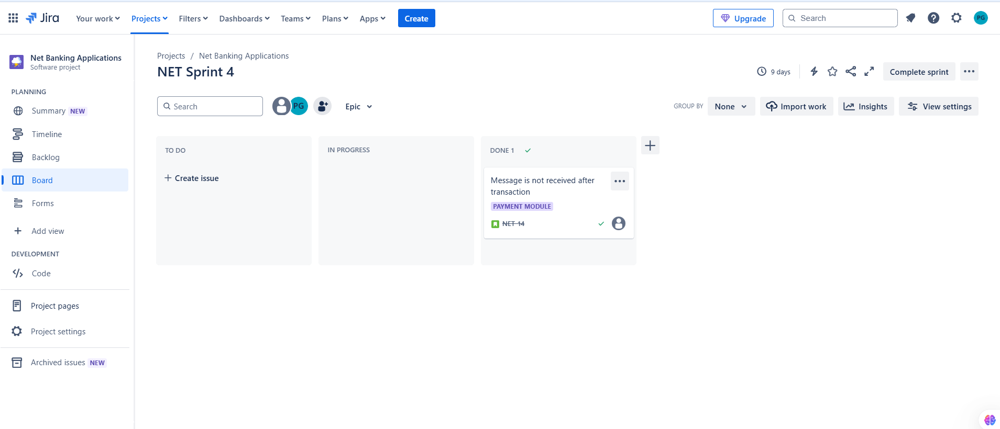 Jira Your work Projects Filters Dashboards Teams Plans Apps Create Upgrade Search PG
Net Banking Applications
Software project
PLANNING
Summary NEW
Timeline
Backlog
Board
Forms
Add view
DEVELOPMENT
Code
Project pages
Project settings
Archived issues NEW
Projects / Net Banking Applications
NET Sprint 4
9 days Complete sprint
Search PG Epic GROUP BY None Import work Insights View settings
TO DO
Create issue
IN PROGRESS
DONE 1
Message is not received after
transaction
PAYMENT MODULE
NET-14